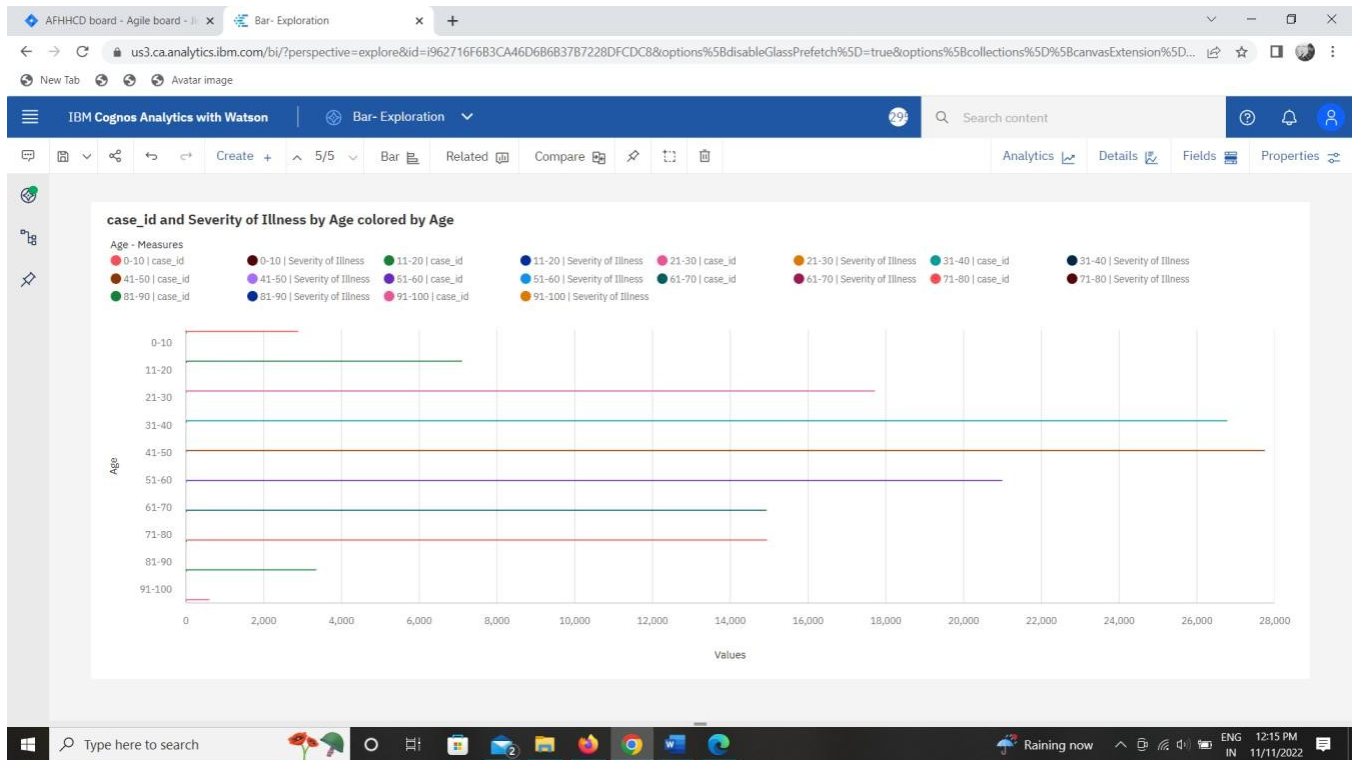 AFHHCD board - Agile board - Ji
Bar- Exploration
us3.ca.analytics.ibm.com/bi/?perspective=explore&id=i962716F6B3CA46D6B6B37B7228DFCDC8&options%5BdisableGlassPrefetch%5D=true&options%5Bcollections%5D%5BcanvasExtension%5D...
New Tab Avatar image
IBM Cognos Analytics with Watson Bar- Exploration Search content
Create + 5/5 Bar Related Compare Analytics Details Fields Properties
case_id and Severity of Illness by Age colored by Age
Age - Measures
0-10 | case_id 0-10 | Severity of Illness 11-20 | case_id 11-20 | Severity of Illness 21-30 | case_id 21-30 | Severity of Illness 31-40 | case_id 31-40 | Severity of Illness
41-50 | case_id 41-50 | Severity of Illness 51-60 | case_id 51-60 | Severity of Illness 61-70 | case_id 61-70 | Severity of Illness 71-80 | case_id 71-80 | Severity of Illness
81-90 | case_id 81-90 | Severity of Illness 91-100 | case_id 91-100 | Severity of Illness
0-10
11-20
21-30
31-40
41-50
Age
51-60
61-70
71-80
81-90
91-100
0 2,000 4,000 6,000 8,000 10,000 12,000 14,000 16,000 18,000 20,000 22,000 24,000 26,000 28,000
Values
Type here to search 2 Raining now ENG 12:15 PM
IN 11/11/2022